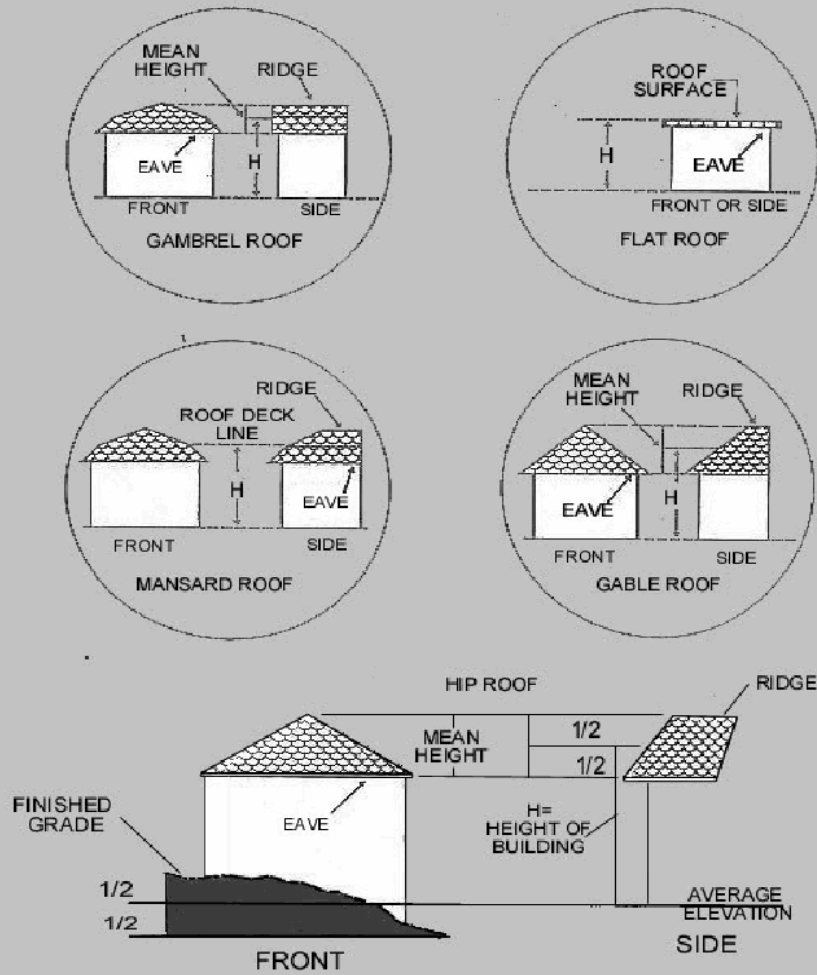 MEAN
HEIGHT
RIDGE
EAVE
H
FRONT
SIDE
GAMBREL ROOF
ROOF
SURFACE
H
EAVE
FRONT OR SIDE
FLAT ROOF
RIDGE
ROOF DECK
LINE
H
EAVE
FRONT
SIDE
MANSARD ROOF
MEAN
HEIGHT
RIDGE
EAVE
H
FRONT
SIDE
GABLE ROOF
HIP ROOF
RIDGE
MEAN
HEIGHT
1/2
1/2
FINISHED
GRADE
EAVE
H=
HEIGHT OF
BUILDING
1/2
1/2
AVERAGE
ELEVATION
FRONT
SIDE